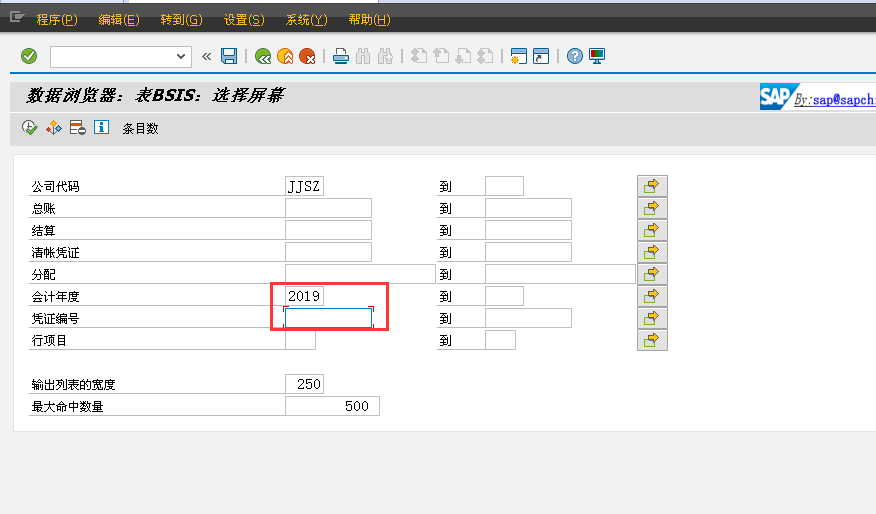 程序(P) 编辑(E) 转到(G) 设置(S) 系统(Y) 帮助(H)
数据浏览器: 表BSIS: 选择屏幕
SAP By:sap@sapchi
条目数
公司代码 JJSZ 到
总账 到
结算 到
清帐凭证 到
分配 到
会计年度 2019 到
凭证编号 到
行项目 到
输出列表的宽度 250
最大命中数量 500